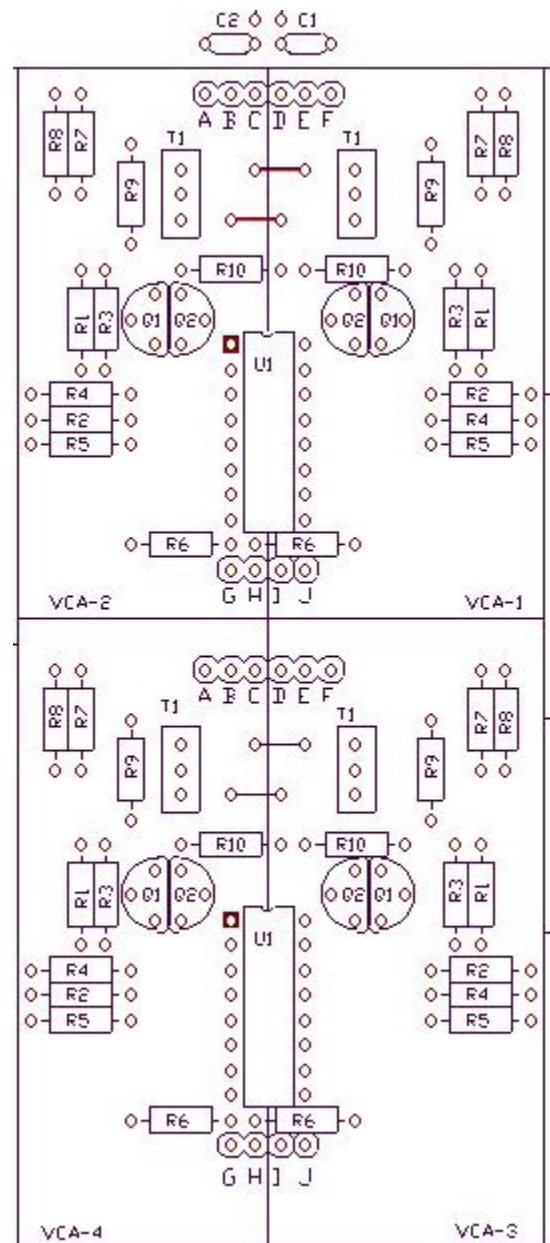 C2 C1
A B C D E F
R8 R7 T1 T1 R7 R8
R9 R9
R10 R10
R1 R3 Q1 Q2 Q2 Q1 R3 R1
U1
R4 R2
R2 R4
R5 R5
R6 R6
G H I J
VCA-2 VCA-1
A B C D E F
R8 R7 T1 T1 R7 R8
R9 R9
R10 R10
R1 R3 Q1 Q2 Q2 Q1 R3 R1
U1
R4 R2
R2 R4
R5 R5
R6 R6
G H I J
VCA-4 VCA-3